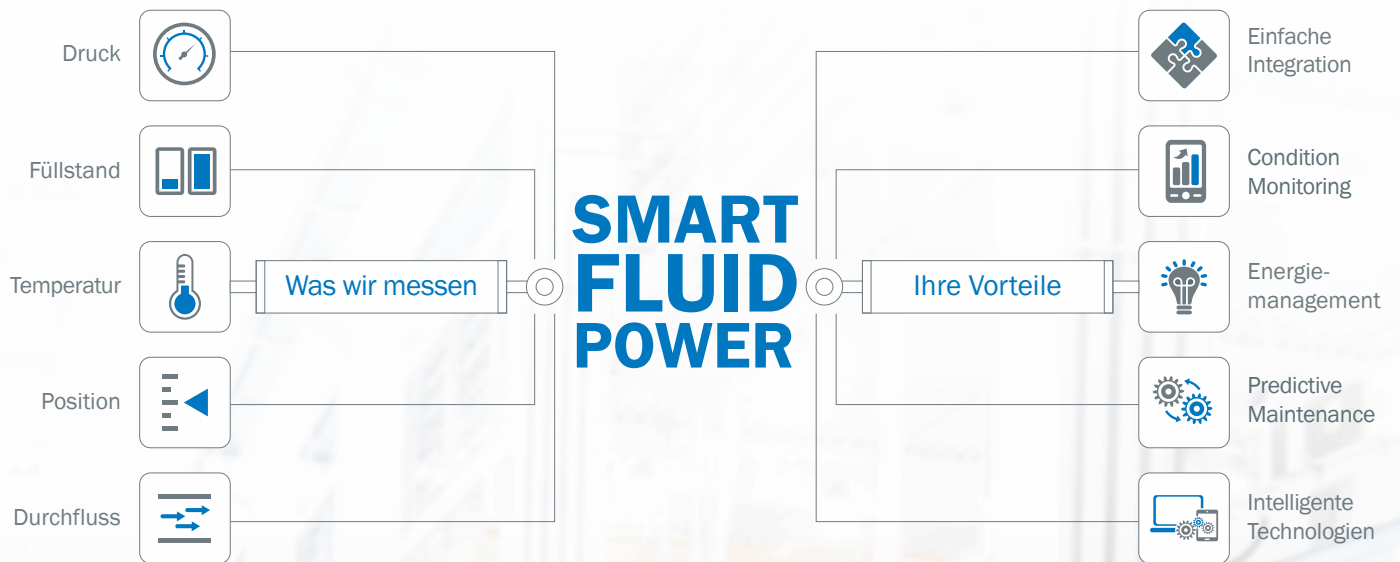 Druck
Füllstand
Temperatur
Position
Durchfluss
Was wir messen
SMART
FLUID
POWER
Ihre Vorteile
Einfache
Integration
Condition
Monitoring
Energie-
management
Predictive
Maintenance
Intelligente
Technologien